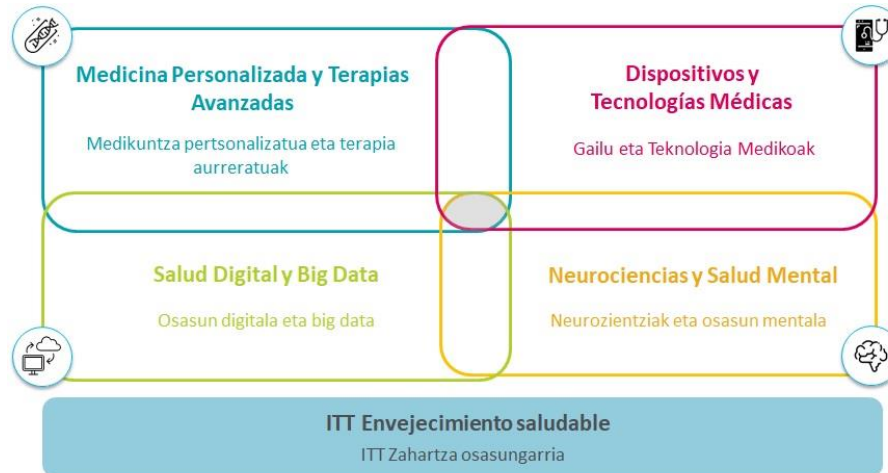 Medicina Personalizada y Terapias
Avanzadas
Medikuntza pertsonalizatua eta terapia
aurreratuak
Dispositivos y
Tecnologías Médicas
Gailu eta Teknologia Medikoak
Salud Digital y Big Data
Osasun digitala eta big data
Neurociencias y Salud Mental
Neurozientziak eta osasun mentala
ITT Envejecimiento saludable
ITT Zahartza osasungarria